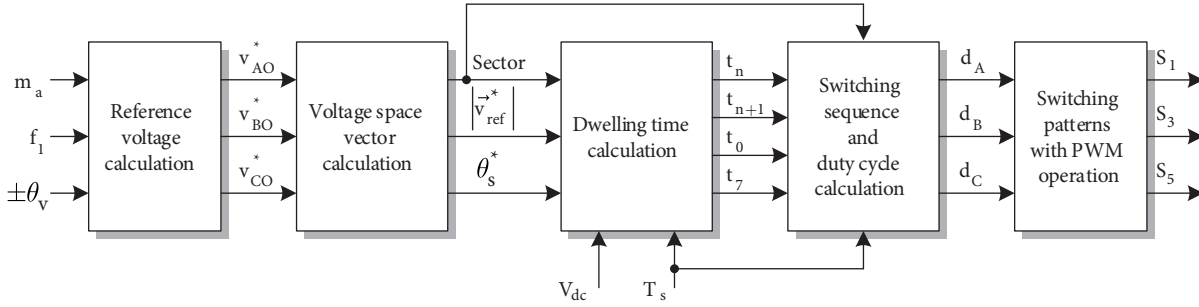 m_a
f_1
±θ_v
Reference
voltage
calculation
v*_AO
v*_BO
v*_CO
Voltage space
vector
calculation
Sector
|v⃗*_ref|
θ*_s
Dwelling time
calculation
V_dc
T_s
t_n
t_n+1
t_0
t_7
Switching
sequence
and
duty cycle
calculation
d_A
d_B
d_C
Switching
patterns
with PWM
operation
S_1
S_3
S_5